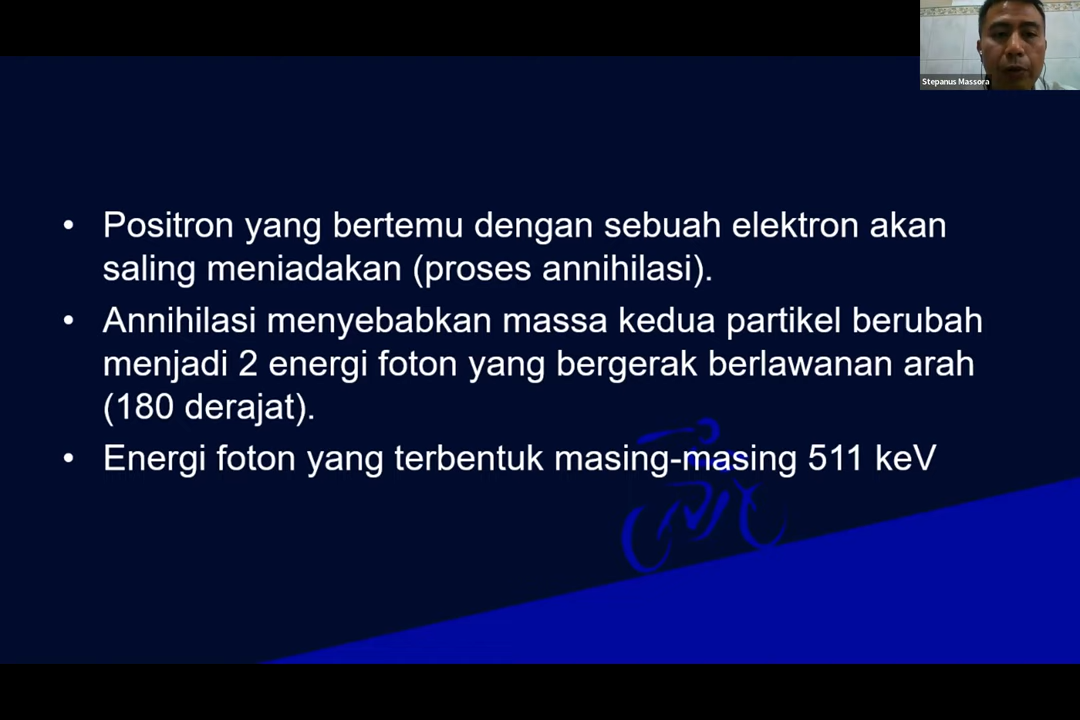 Stepanus Massora
• Positron yang bertemu dengan sebuah elektron akan
saling meniadakan (proses annihilasi).
• Annihilasi menyebabkan massa kedua partikel berubah
menjadi 2 energi foton yang bergerak berlawanan arah
(180 derajat).
• Energi foton yang terbentuk masing-masing 511 keV